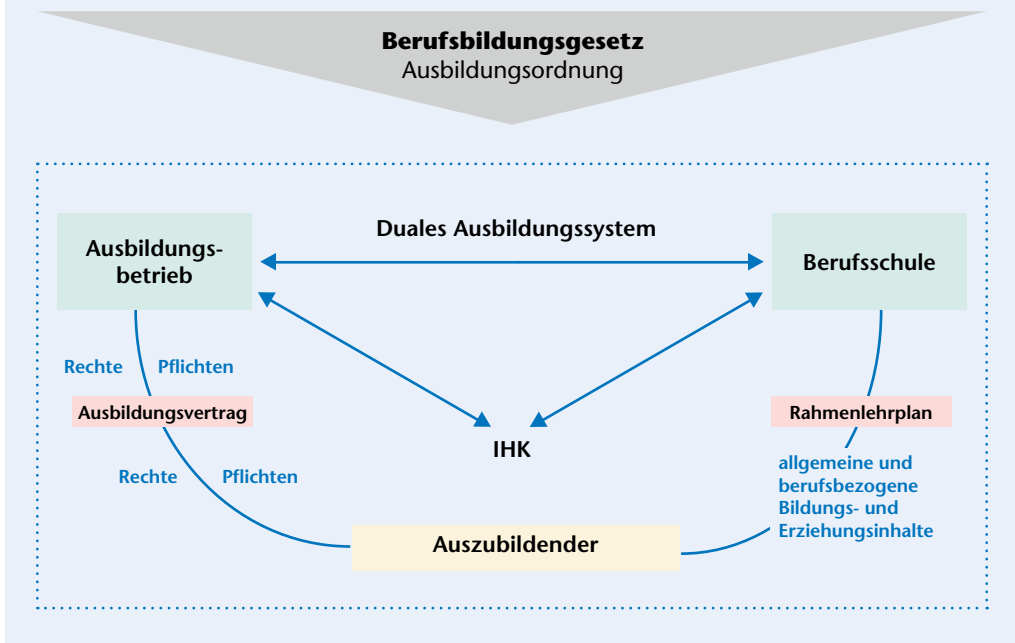 Berufsbildungsgesetz
Ausbildungsordnung
Duales Ausbildungssystem
Ausbildungs-
betrieb
Berufsschule
Rechte Pflichten
Ausbildungsvertrag
Rechte Pflichten
IHK
Rahmenlehrplan
allgemeine und
berufsbezogene
Bildungs- und
Erziehungsinhalte
Auszubildender